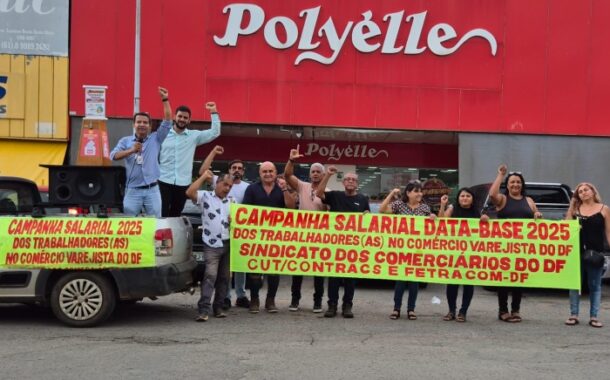 Polyélle
Polyélle
CAMPANHA SALARIAL 2025
DOS TRABALHADORES(AS)
NO COMÉRCIO VAREJISTA DO DF
CAMPANHA SALARIAL DATA-BASE 2025
DOS TRABALHADORES(AS) NO COMÉRCIO VAREJISTA DO DF
SINDICATO DOS COMERCIÁRIOS DO DF
CUT/CONTRACS E FETRACOM-DF